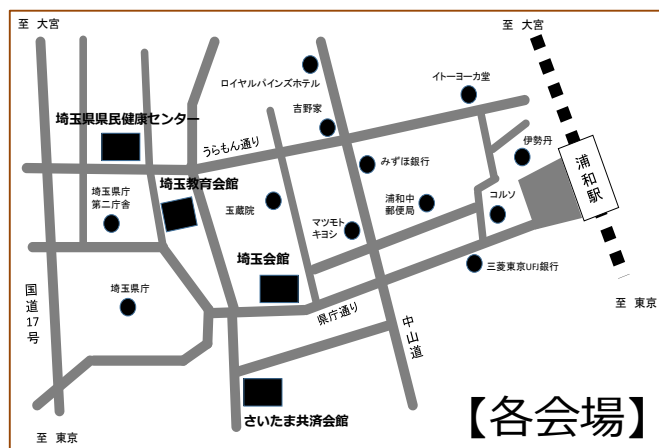 至 大宮
至 大宮
ロイヤルパインズホテル
イトーヨーカ堂
吉野家
埼玉県県民健康センター
うらもん通り
伊勢丹
みずほ銀行
浦和駅
埼玉教育会館
埼玉県庁
第二庁舎
玉蔵院
浦和中
郵便局
コルソ
マツモト
キヨシ
埼玉会館
三菱東京UFJ銀行
国道17号
埼玉県庁
県庁通り
中山道
至 東京
さいたま共済会館
【各会場】
至 東京